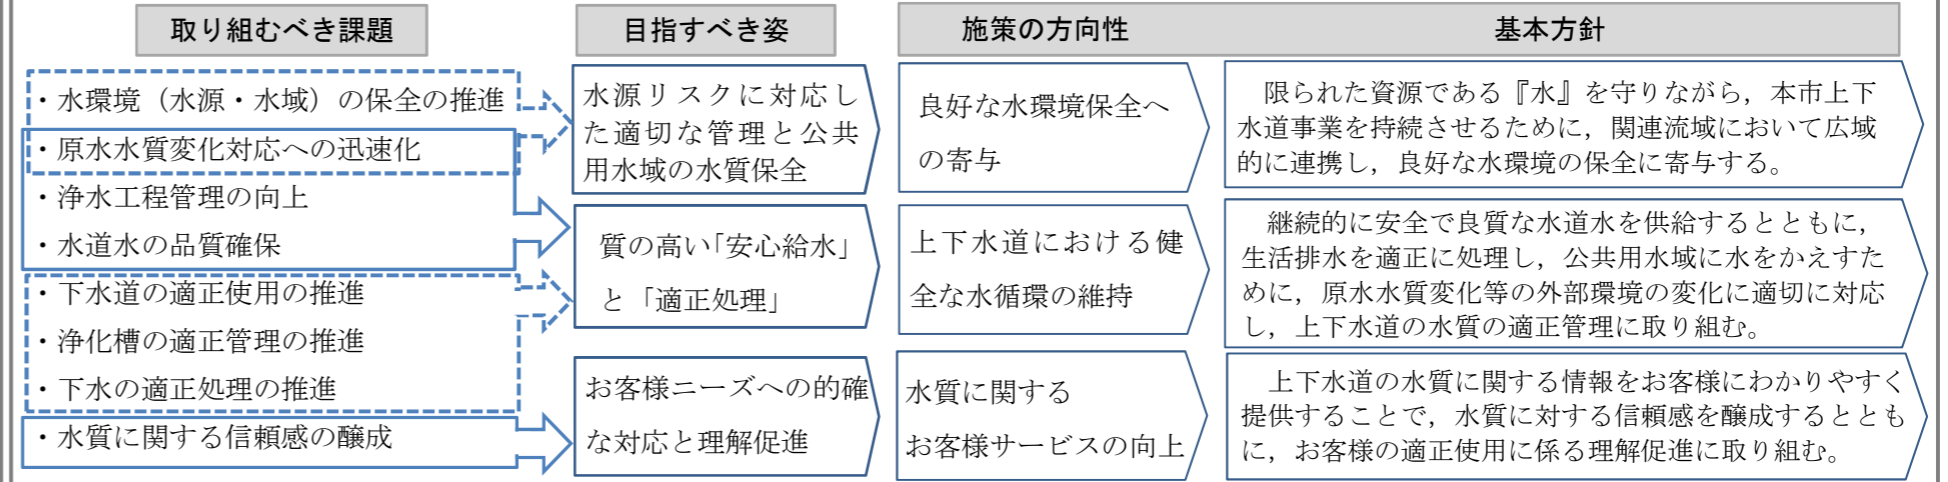 取り組むべき課題
目指すべき姿
施策の方向性
基本方針
・水環境（水源・水域）の保全の推進
・原水水質変化対応への迅速化
・浄水工程管理の向上
・水道水の品質確保
・下水道の適正使用の推進
・浄化槽の適正管理の推進
・下水の適正処理の推進
・水質に関する信頼感の醸成
水源リスクに対応し
た適切な管理と公共
用水域の水質保全
良好な水環境保全へ
の寄与
限られた資源である『水』を守りながら，本市上下
水道事業を持続させるために，関連流域において広域
的に連携し，良好な水環境の保全に寄与する。
質の高い「安心給水」
と「適正処理」
上下水道における健
全な水循環の維持
継続的に安全で良質な水道水を供給するとともに，
生活排水を適正に処理し，公共用水域に水をかえすた
めに，原水水質変化等の外部環境の変化に適切に対応
し，上下水道の水質の適正管理に取り組む。
お客様ニーズへの的確
な対応と理解促進
水質に関する
お客様サービスの向上
上下水道の水質に関する情報をお客様にわかりやすく
提供することで，水質に対する信頼感を醸成するととも
に，お客様の適正使用に係る理解促進に取り組む。